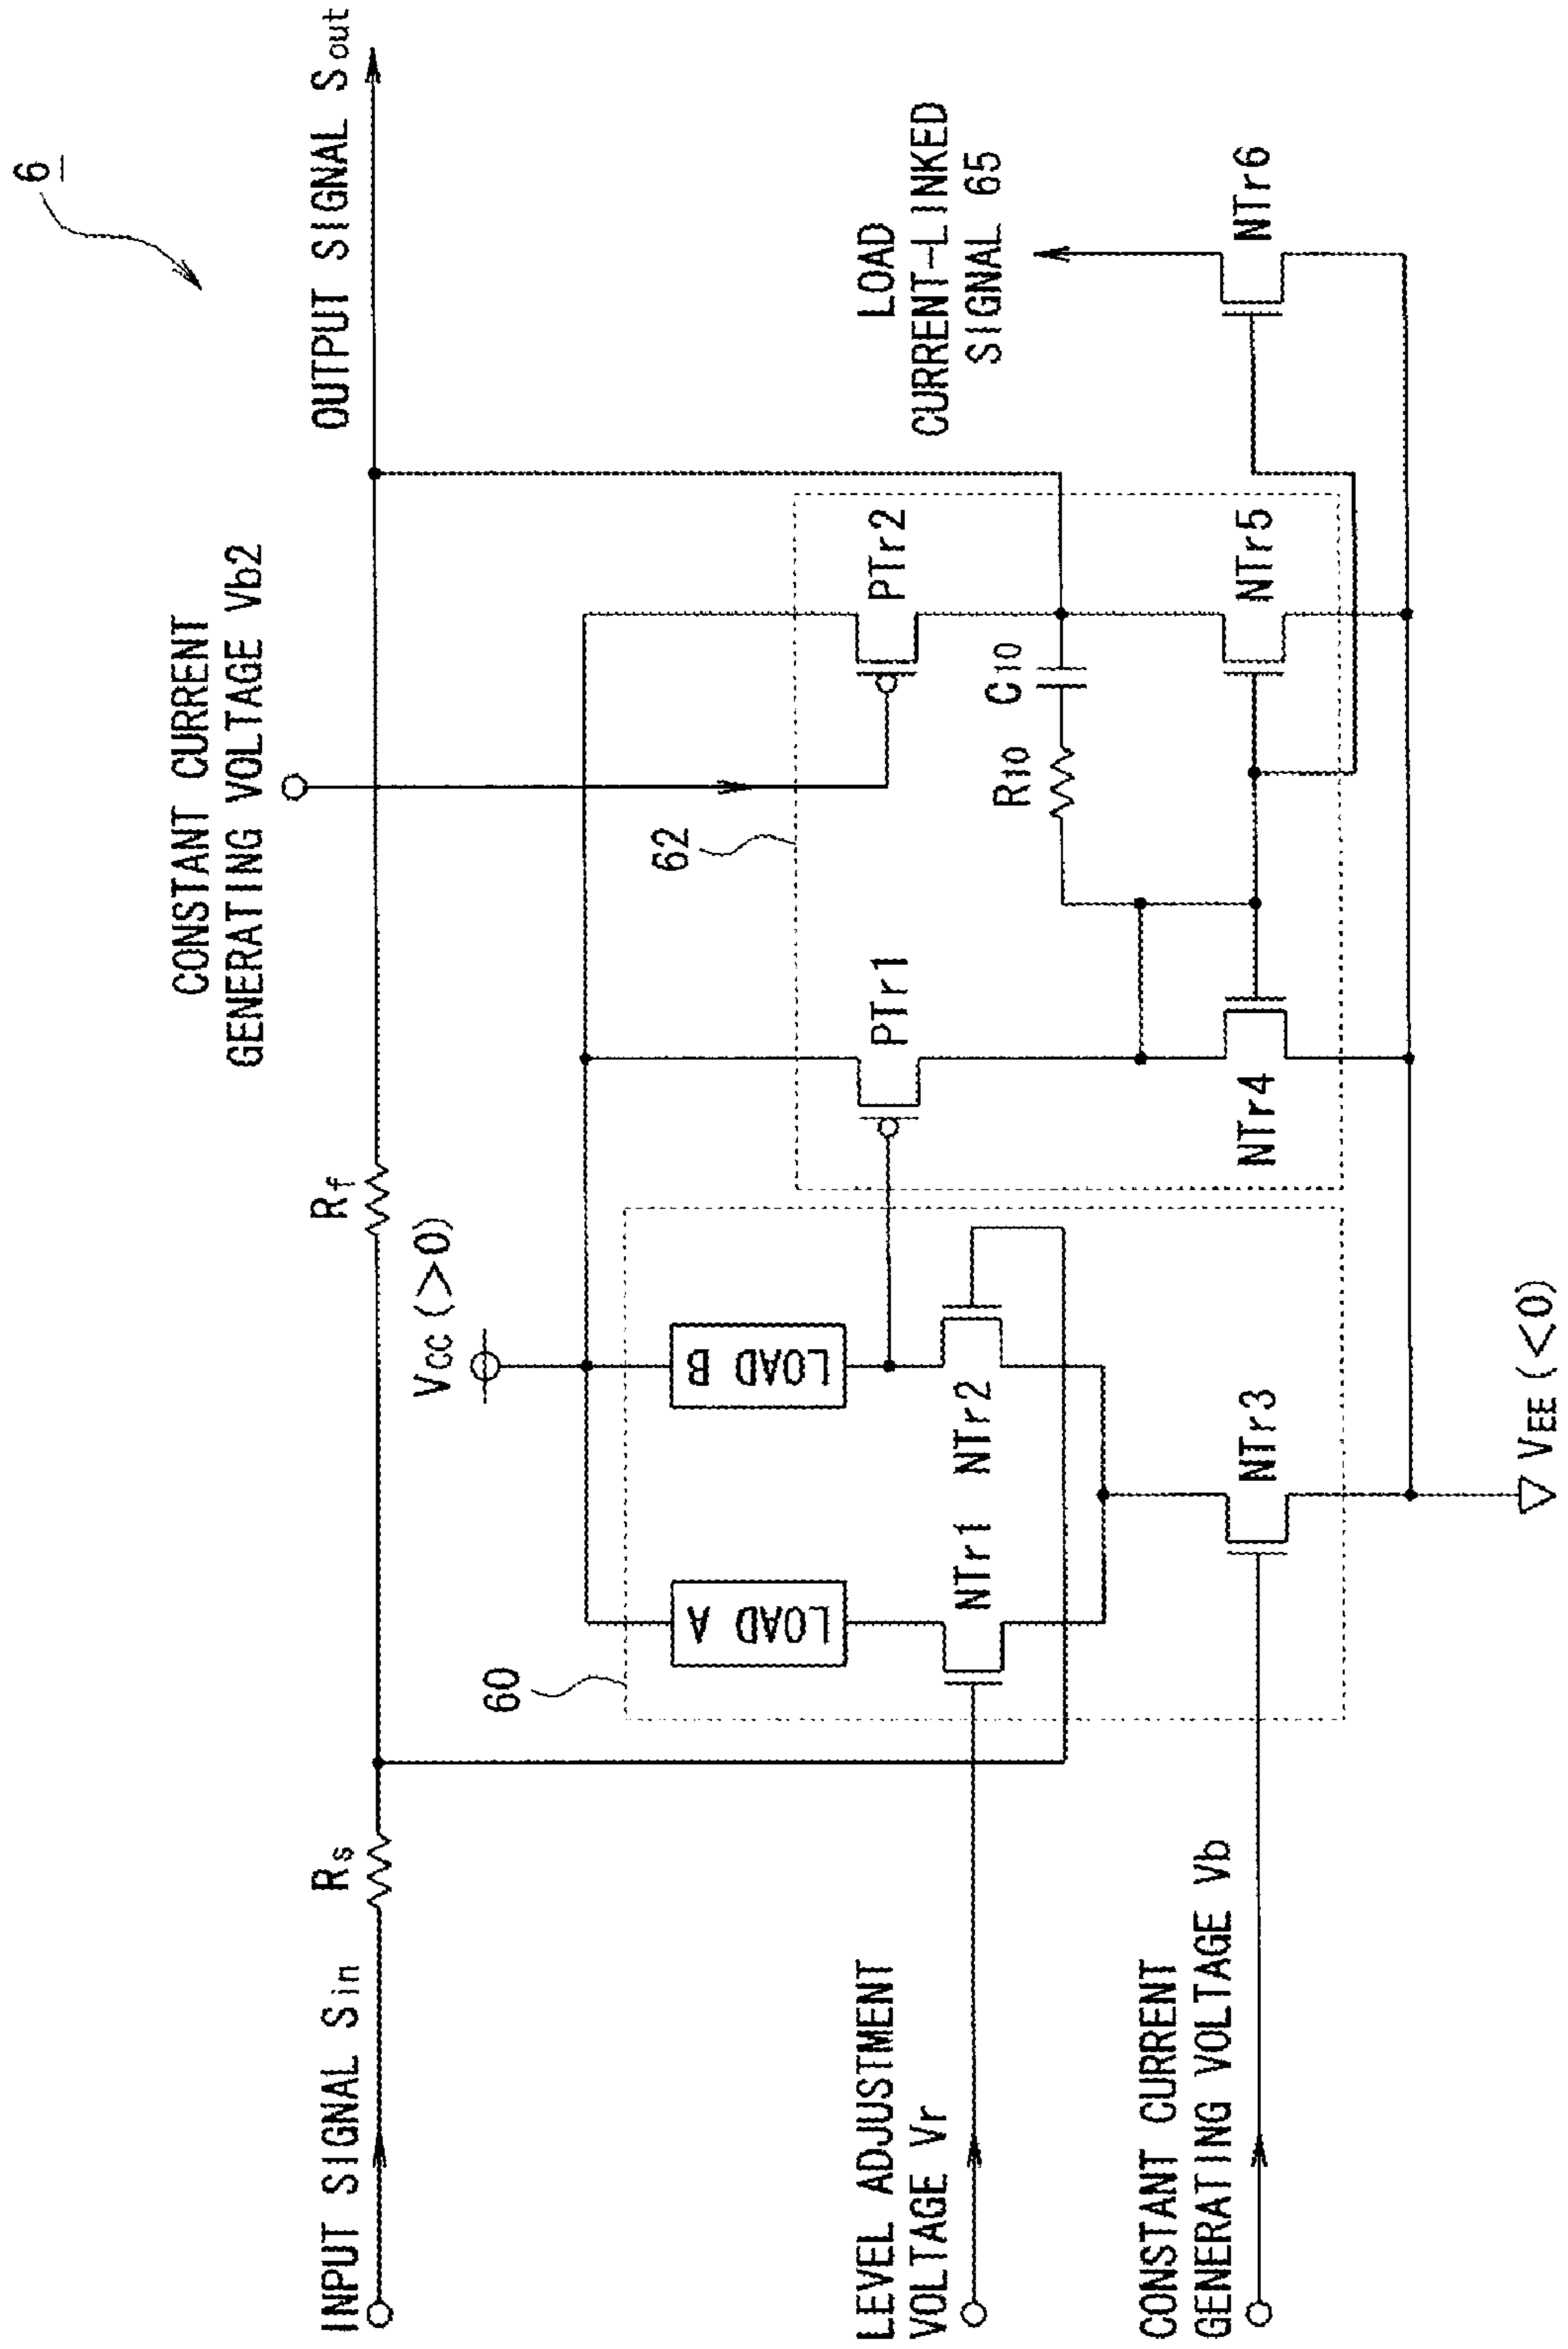 6
OUTPUT SIGNAL Sout
CONSTANT CURRENT
GENERATING VOLTAGE Vb2
INPUT SIGNAL Sin
Rs
Rf
VCC (>0)
60
62
LOAD A
LOAD B
PTr1
PTr2
R10
C10
LOAD
CURRENT-LINKED
SIGNAL 65
LEVEL ADJUSTMENT
VOLTAGE Vr
NTr1
NTr2
CONSTANT CURRENT
GENERATING VOLTAGE Vb
NTr3
NTr4
NTr5
NTr6
VEE (<0)